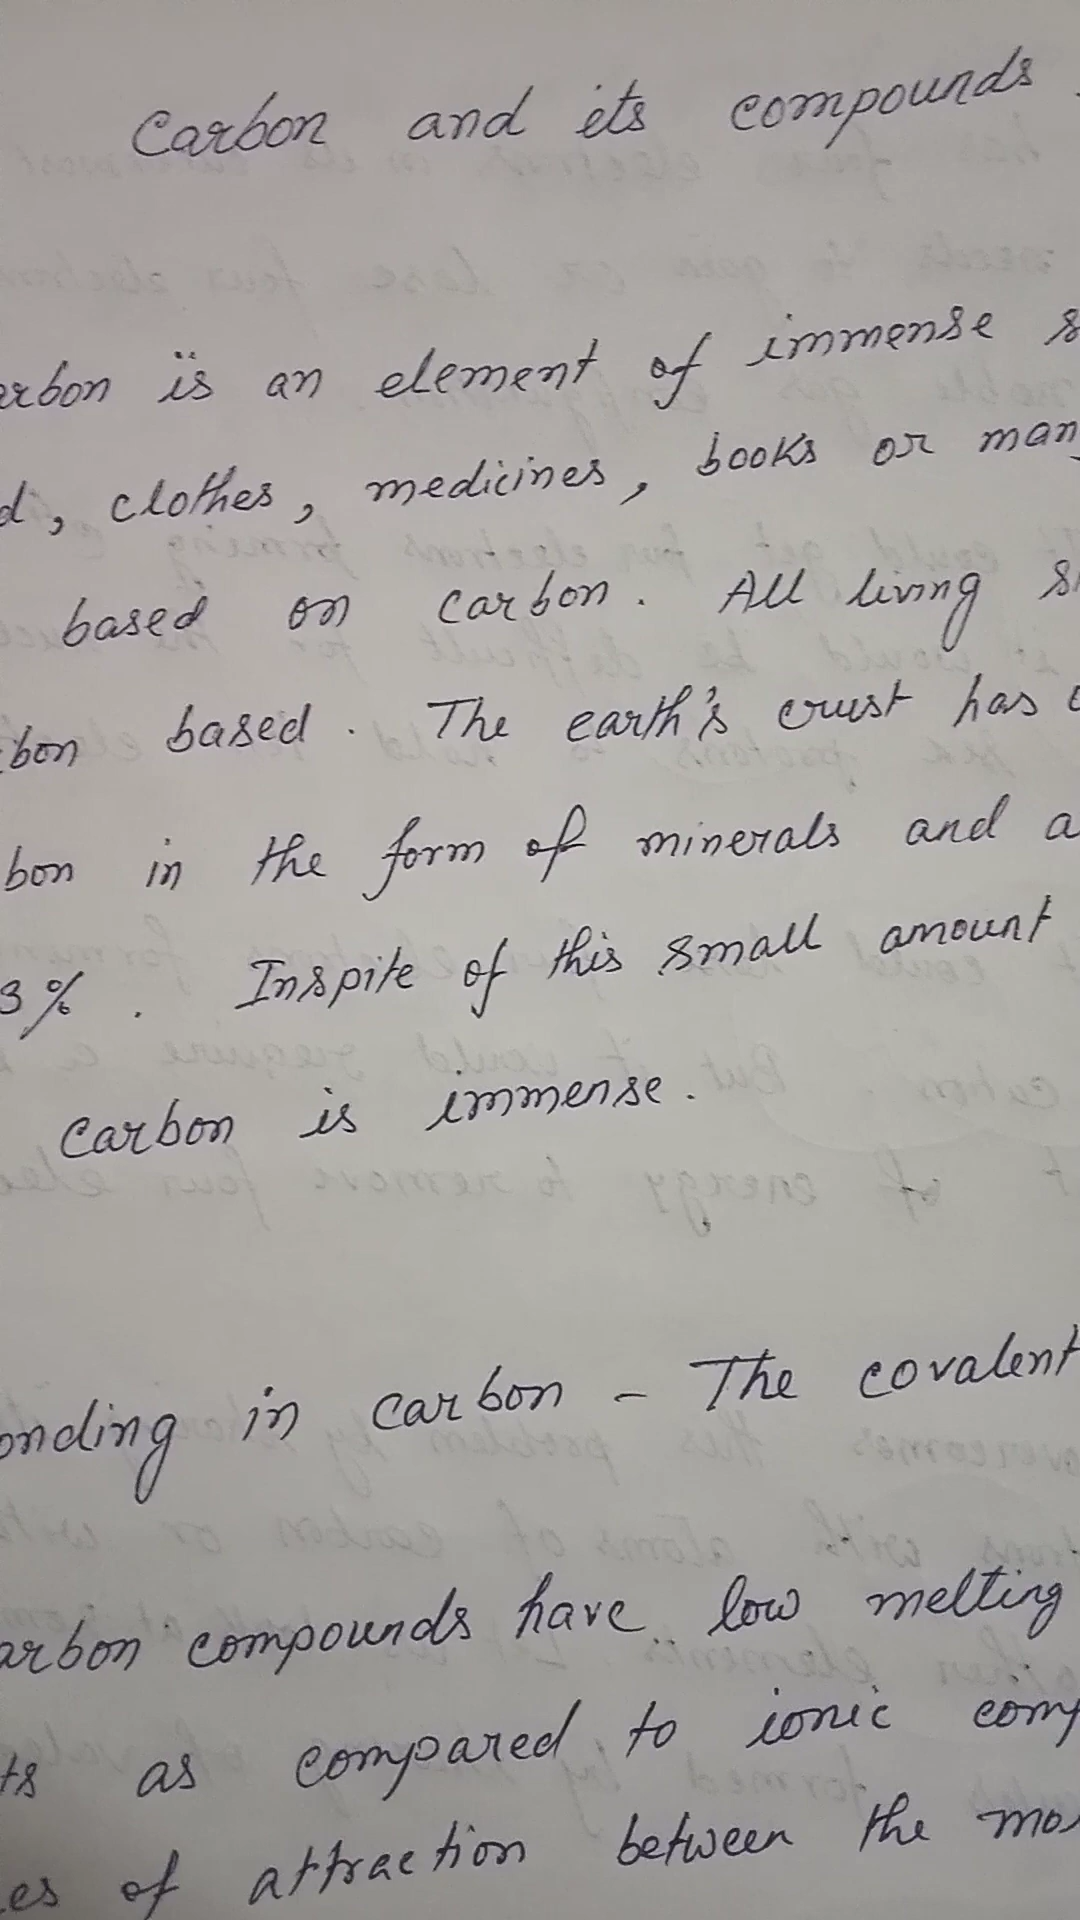 Carbon and its compounds
arbon is an element of immense s
d, clothes, medicines, books or many
based on carbon. All living s
bon based. The earth's crust has
bon in the form of minerals and a
3%. Inspite of this small amount
carbon is immense.
onding in carbon - The covalent
arbon compounds have low melting
ts as compared to ionic comp
es of attraction between the mo